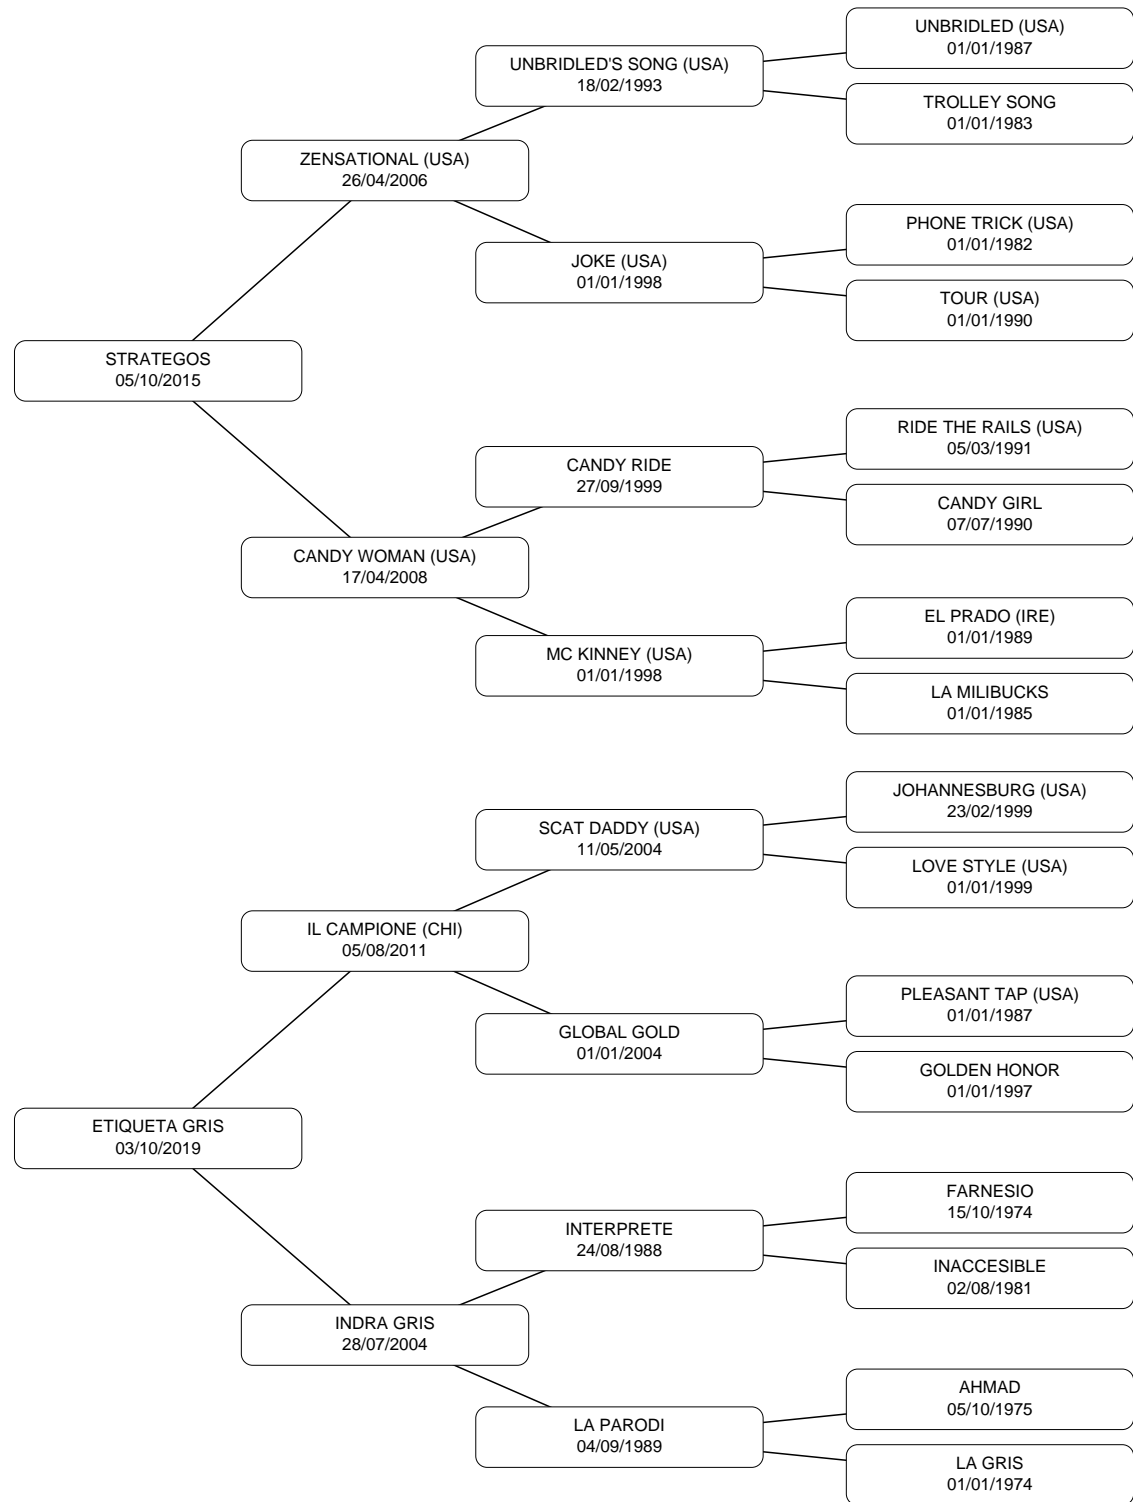 UNBRIDLED (USA)
01/01/1987
UNBRIDLED'S SONG (USA)
18/02/1993
TROLLEY SONG
01/01/1983
ZENSATIONAL (USA)
26/04/2006
PHONE TRICK (USA)
01/01/1982
JOKE (USA)
01/01/1998
TOUR (USA)
01/01/1990
STRATEGOS
05/10/2015
RIDE THE RAILS (USA)
05/03/1991
CANDY RIDE
27/09/1999
CANDY GIRL
07/07/1990
CANDY WOMAN (USA)
17/04/2008
EL PRADO (IRE)
01/01/1989
MC KINNEY (USA)
01/01/1998
LA MILIBUCKS
01/01/1985
JOHANNESBURG (USA)
23/02/1999
SCAT DADDY (USA)
11/05/2004
LOVE STYLE (USA)
01/01/1999
IL CAMPIONE (CHI)
05/08/2011
PLEASANT TAP (USA)
01/01/1987
GLOBAL GOLD
01/01/2004
GOLDEN HONOR
01/01/1997
ETIQUETA GRIS
03/10/2019
FARNESIO
15/10/1974
INTERPRETE
24/08/1988
INACCESIBLE
02/08/1981
INDRA GRIS
28/07/2004
AHMAD
05/10/1975
LA PARODI
04/09/1989
LA GRIS
01/01/1974